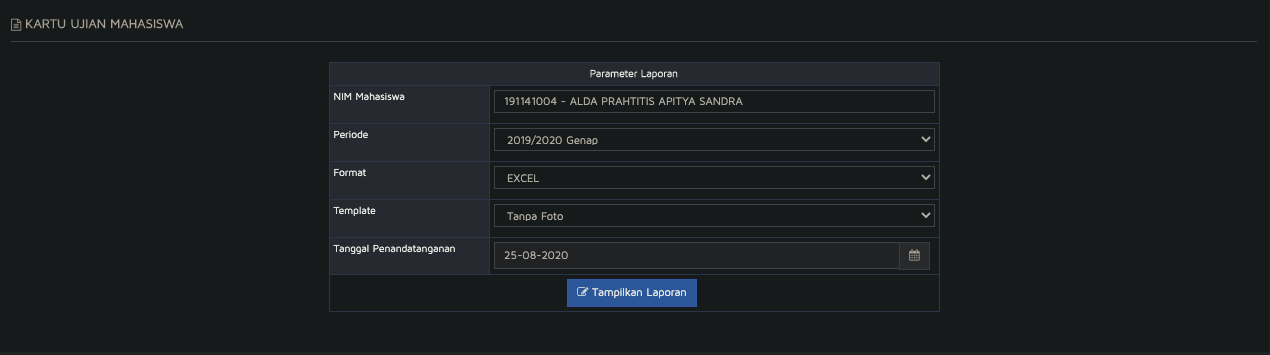 KARTU UJIAN MAHASISWA
Parameter Laporan
NIM Mahasiswa
191141004 - ALDA PRAHTITIS APITYA SANDRA
Periode
2019/2020 Genap
Format
EXCEL
Template
Tanpa Foto
Tanggal Penandatanganan
25-08-2020
Tampilkan Laporan